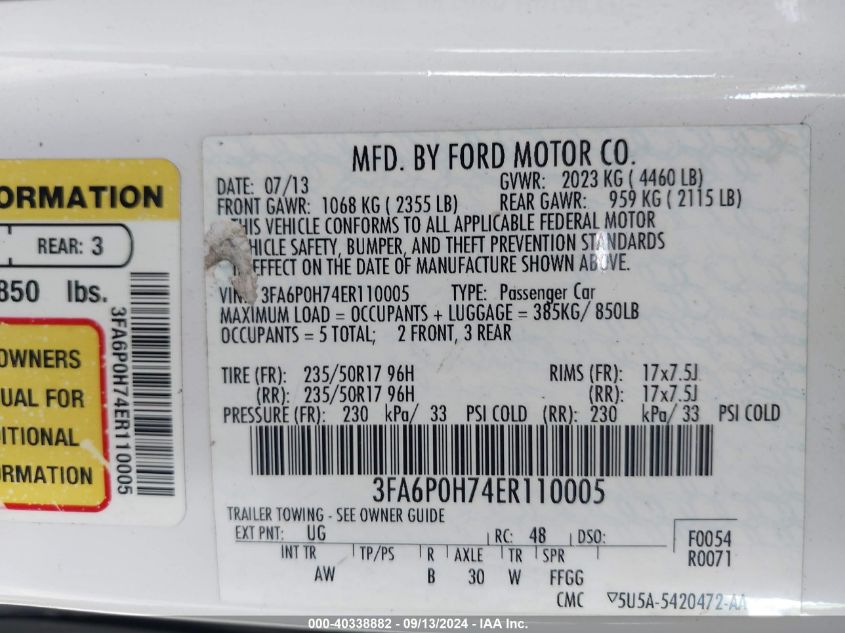 ORMATION
REAR: 3
850 lbs.
OWNERS
UAL FOR
DITIONAL
ORMATION
3FA6P0H74ER110005
MFD. BY FORD MOTOR CO.
DATE: 07/13 GVWR: 2023 KG ( 4460 LB)
FRONT GAWR: 1068 KG ( 2355 LB) REAR GAWR: 959 KG ( 2115 LB)
THIS VEHICLE CONFORMS TO ALL APPLICABLE FEDERAL MOTOR
HICLE SAFETY, BUMPER, AND THEFT PREVENTION STANDARDS
EFFECT ON THE DATE OF MANUFACTURE SHOWN ABOVE.
VIN: 3FA6P0H74ER110005 TYPE: Passenger Car
MAXIMUM LOAD = OCCUPANTS + LUGGAGE = 385KG/ 850LB
OCCUPANTS = 5 TOTAL; 2 FRONT, 3 REAR
TIRE (FR): 235/50R17 96H RIMS (FR): 17x7.5J
(RR): 235/50R17 96H (RR): 17x7.5J
PRESSURE (FR): 230 kPa/ 33 PSI COLD (RR): 230 kPa/ 33 PSI COLD
3FA6P0H74ER110005
TRAILER TOWING - SEE OWNER GUIDE
EXT PNT: UG RC: 48 DSO: F0054
INT TR TP/PS R AXLE TR SPR R0071
AW B 30 W FFGG
CMC ▽5U5A-5420472-AA
000-40338882 - 09/13/2024 - IAA Inc.